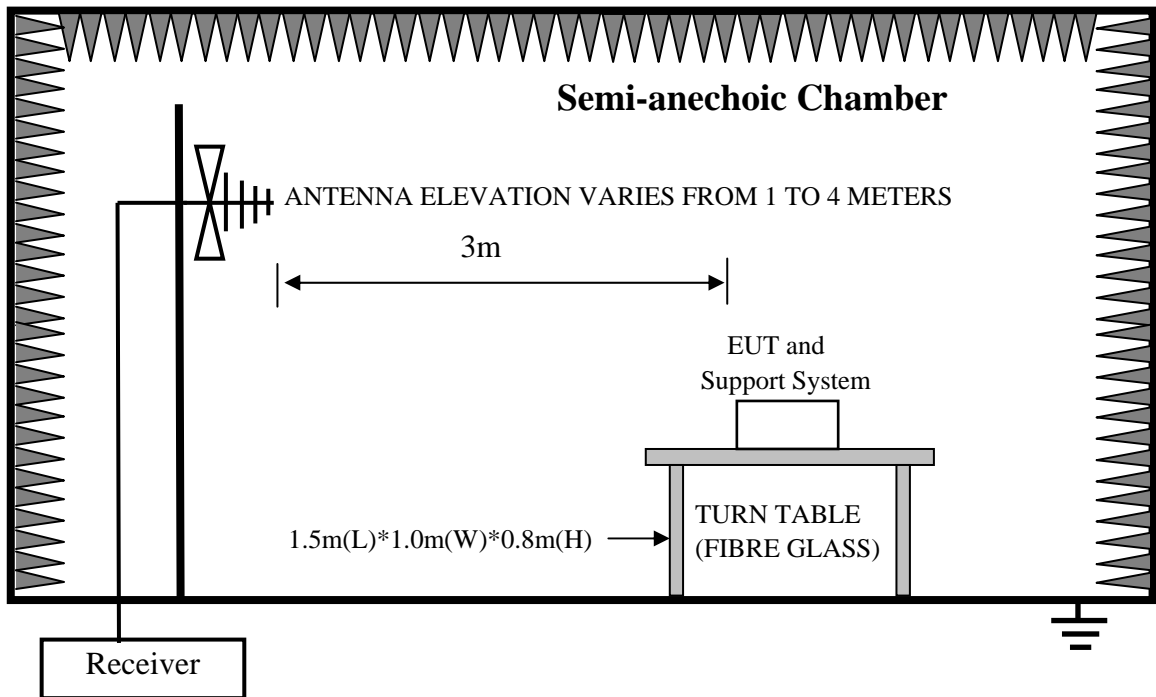 Semi-anechoic Chamber
ANTENNA ELEVATION VARIES FROM 1 TO 4 METERS
3m
EUT and
Support System
1.5m(L)*1.0m(W)*0.8m(H)
TURN TABLE
(FIBRE GLASS)
Receiver